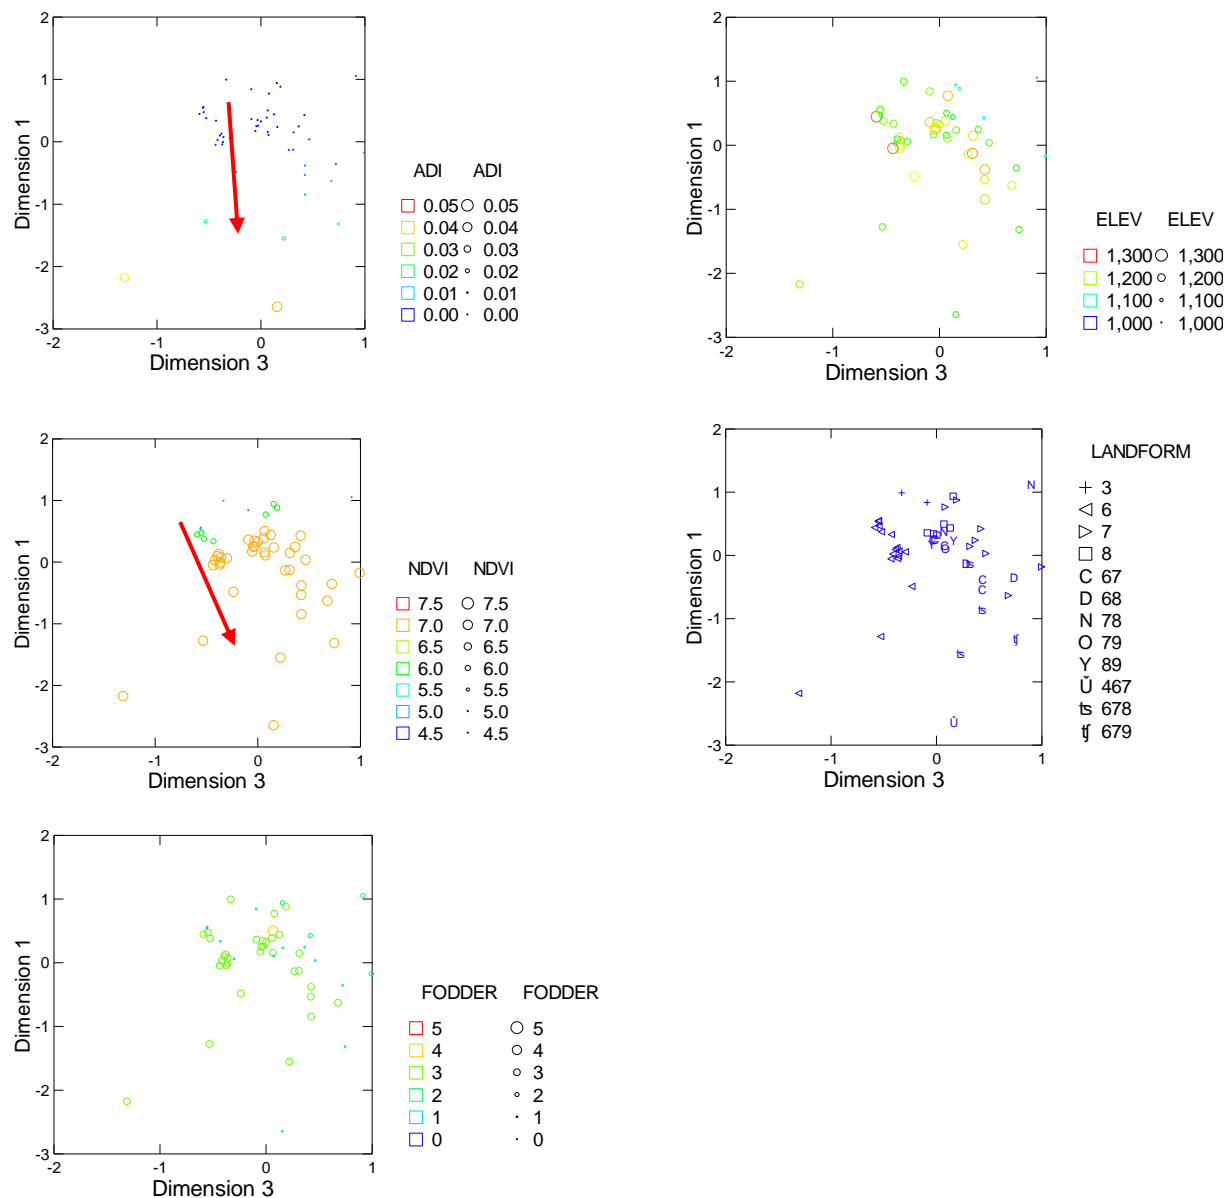 2
1
0
-1
-2
-3
-2
-1
0
1
Dimension 3
Dimension 1
ADI ADI
0.05 0.05
0.04 0.04
0.03 0.03
0.02 0.02
0.01 0.01
0.00 0.00
2
1
0
-1
-2
-3
-2
-1
0
1
Dimension 3
Dimension 1
ELEV ELEV
1,300 1,300
1,200 1,200
1,100 1,100
1,000 1,000
2
1
0
-1
-2
-3
-2
-1
0
1
Dimension 3
Dimension 1
NDVI NDVI
7.5 7.5
7.0 7.0
6.5 6.5
6.0 6.0
5.5 5.5
5.0 5.0
4.5 4.5
2
1
0
-1
-2
-3
-2
-1
0
1
Dimension 3
Dimension 1
N
Y
C
C
D
ʦ
ʦ
ʧ
Ǔ
LANDFORM
3
6
7
8
C 67
D 68
N 78
O 79
Y 89
Ǔ 467
ʦ 678
ʧ 679
2
1
0
-1
-2
-3
-2
-1
0
1
Dimension 3
Dimension 1
FODDER FODDER
5 5
4 4
3 3
2 2
1 1
0 0